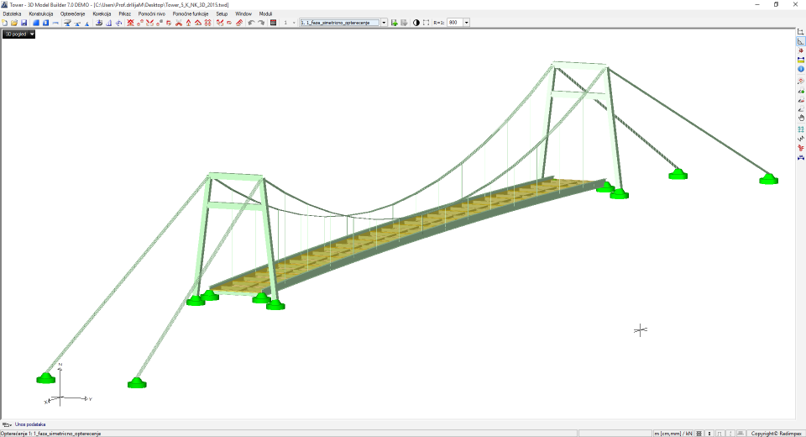 Tower - 3D Model Builder 7.0 DEMO - [C:\Users\Prof.drIlijaM\Desktop\Tower_5_K_NK_3D_2015.twd]
Datoteka Konstrukcija Opterećenje Korekcija Prikaz Pomoćni nivo Pomoćne funkcije Setup Window Moduli
1: 1_faza_simetricno_opterecenje 800
3D pogled
Y
X
Unos podataka
Opterećenje 1: 1_faza_simetricno_opterecenje m [cm,mm] / kN Copyright© Radimpex